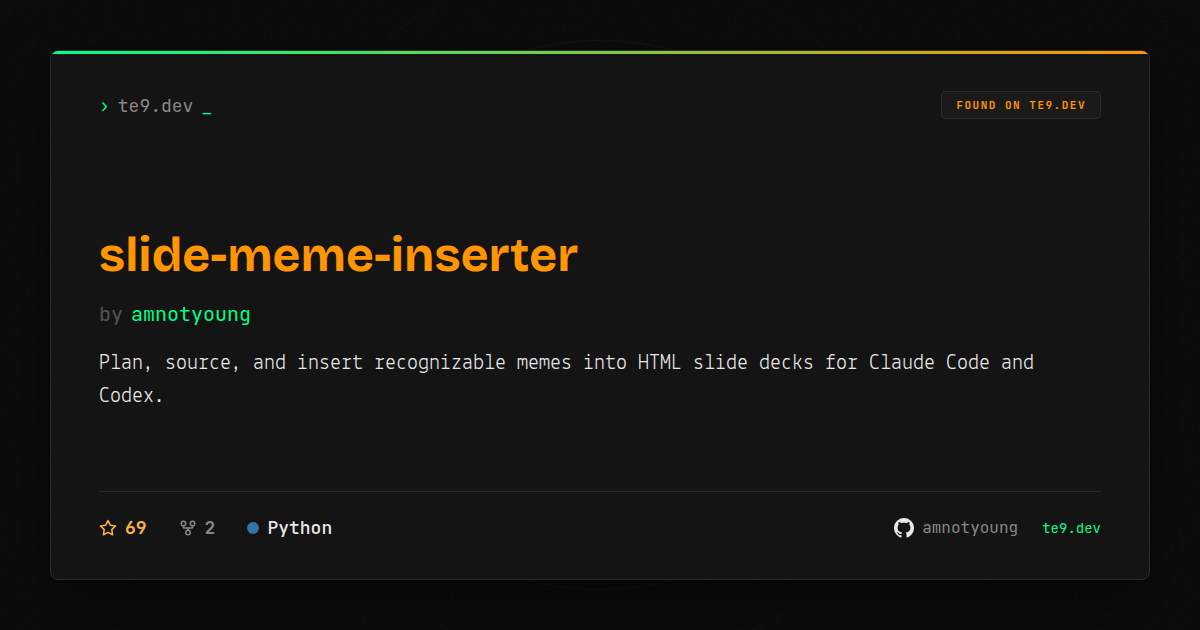 › te9.dev _
FOUND ON TE9.DEV
slide-meme-inserter
by amnotyoung
Plan, source, and insert recognizable memes into HTML slide decks for Claude Code and
Codex.
69 2 Python
amnotyoung te9.dev